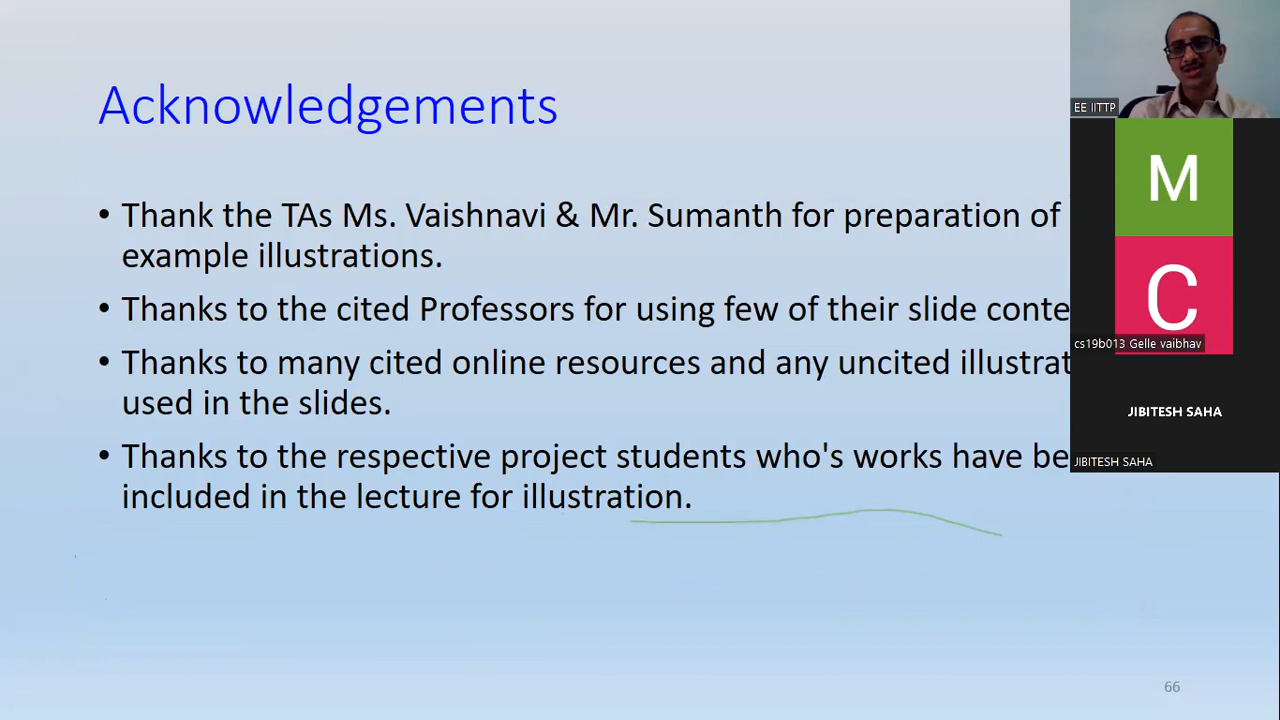 Acknowledgements
• Thank the TAs Ms. Vaishnavi & Mr. Sumanth for preparation of
example illustrations.
• Thanks to the cited Professors for using few of their slide conte
• Thanks to many cited online resources and any uncited illustrat
used in the slides.
• Thanks to the respective project students who's works have be
included in the lecture for illustration.
66
EE IITTP
M
C
cs19b013 Gelle vaibhav
JIBITESH SAHA
JIBITESH SAHA